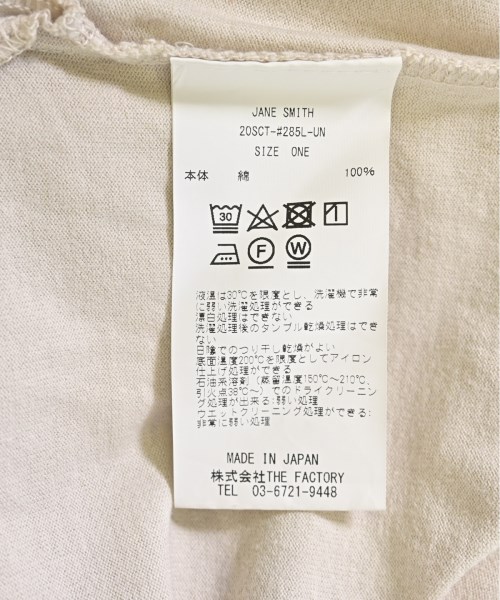 JANE SMITH
20SCT-#285L-UN
SIZE ONE
本体 綿 100%
30
F W
液温は30℃を限度とし、洗濯機で非常
に弱い洗濯処理ができる
漂白処理はできない
洗濯処理後のタンブル乾燥処理はでき
ない
日陰でのつり干し乾燥がよい
底面温度200℃を限度としてアイロン
仕上げ処理ができる
石油系溶剤（蒸留温度150℃～210℃、
引火点38℃～）でのドライクリーニン
グ処理が出来る:弱い処理
ウエットクリーニング処理ができる:
非常に弱い処理
MADE IN JAPAN
株式会社THE FACTORY
TEL 03-6721-9448